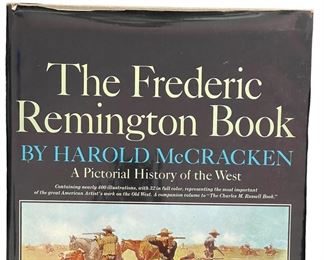 The Frederic
Remington Book
BY HAROLD McCRACKEN
A Pictorial History of the West
Containing nearly 400 illustrations, with 32 in full color, representing the most important
of the great American Artist's work on the Old West. A companion volume to "The Charles M. Russell Book."